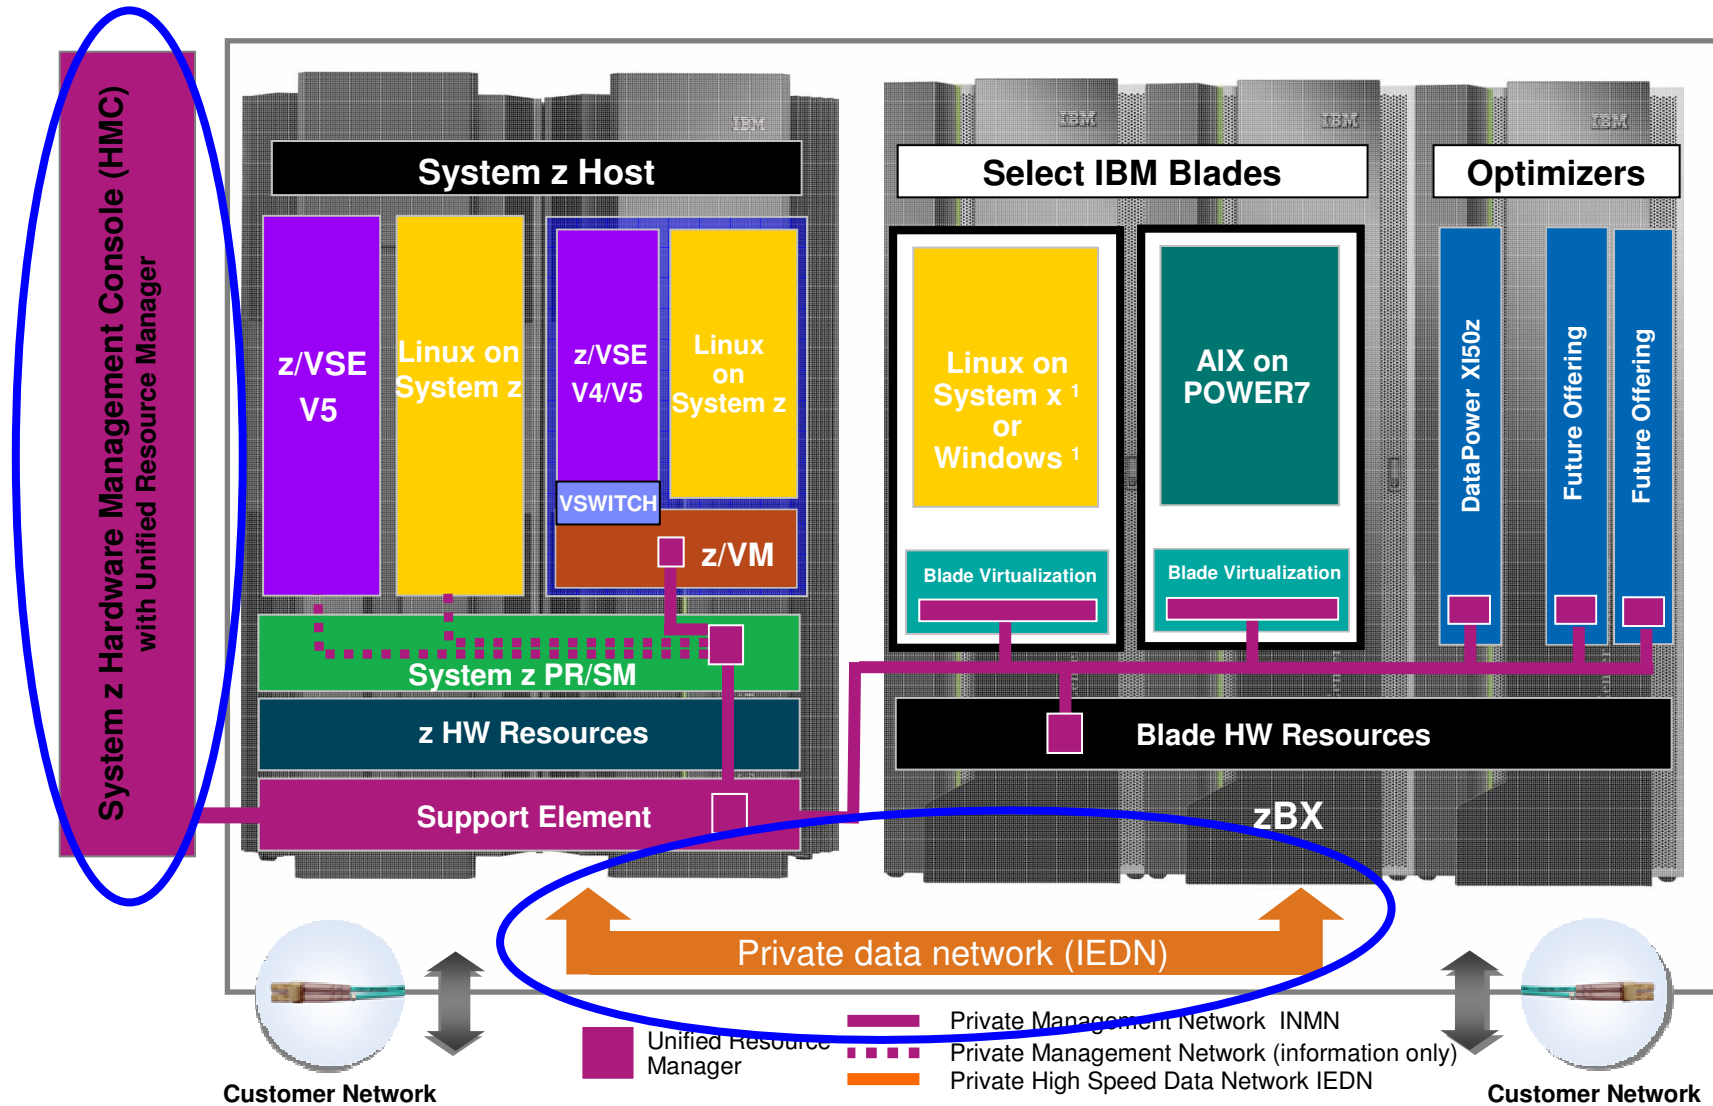 System z Hardware Management Console (HMC)
with Unified Resource Manager
IBM
IBM
IBM
IBM
System z Host
Select IBM Blades
Optimizers
z/VSE
V5
Linux on
System z
z/VSE
V4/V5
Linux
on
System z
VSWITCH
z/VM
Linux on
System x 1
or
Windows 1
AIX on
POWER7
DataPower XI50z
Future Offering
Future Offering
Blade Virtualization
Blade Virtualization
System z PR/SM
z HW Resources
Blade HW Resources
Support Element
zBX
Private data network (IEDN)
Customer Network
Unified Resource
Manager
Private Management Network INMN
Private Management Network (information only)
Private High Speed Data Network IEDN
Customer Network